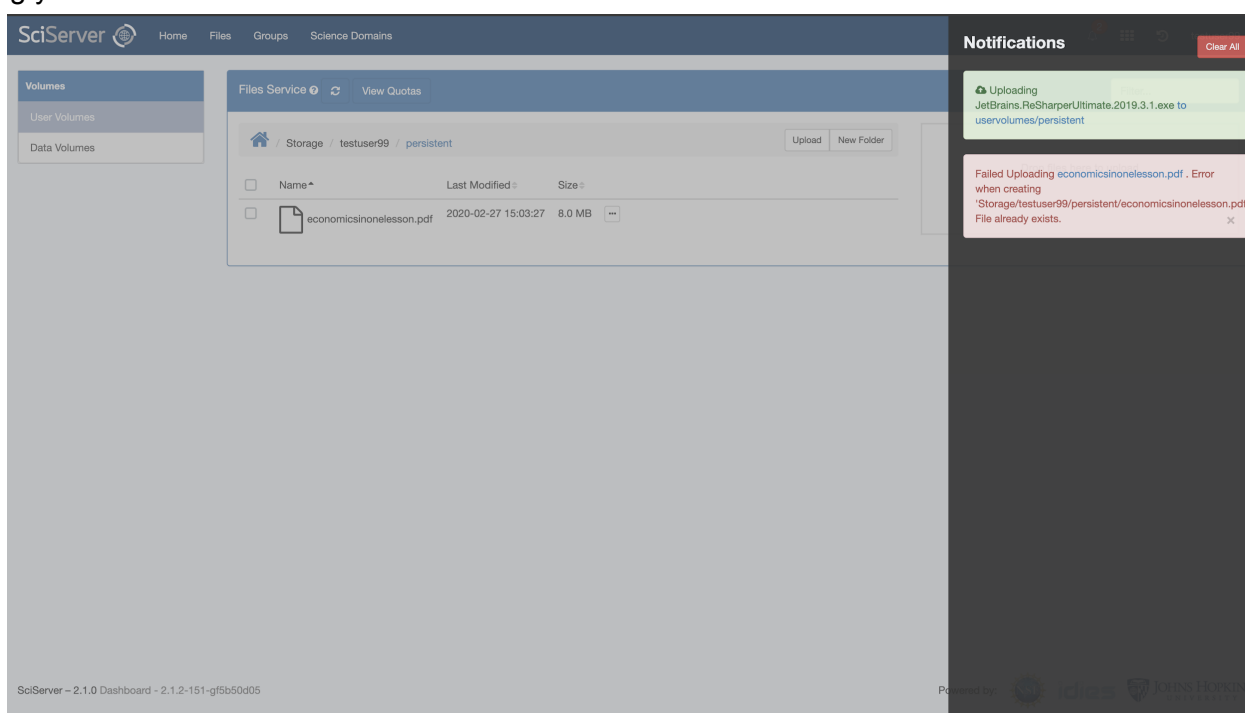 SciServer
Home Files Groups Science Domains
Notifications
Clear All
Volumes
User Volumes
Data Volumes
Files Service
View Quotas
/ Storage / testuser99 / persistent
Upload New Folder
Name Last Modified Size
economicsinonelesson.pdf 2020-02-27 15:03:27 8.0 MB ...
Uploading
JetBrains.ReSharperUltimate.2019.3.1.exe to
uservolumes/persistent
Failed Uploading economicsinonelesson.pdf . Error
when creating
'Storage/testuser99/persistent/economicsinonelesson.pdf
File already exists.
×
SciServer – 2.1.0 Dashboard - 2.1.2-151-gf5b50d05
Powered by: idies JOHNS HOPKIN